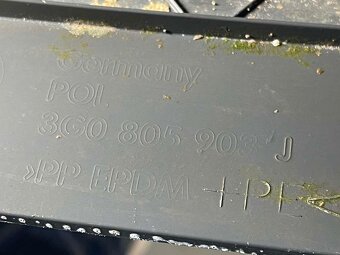 Germany
POL
3G0 805 903 J
>PP EPDM